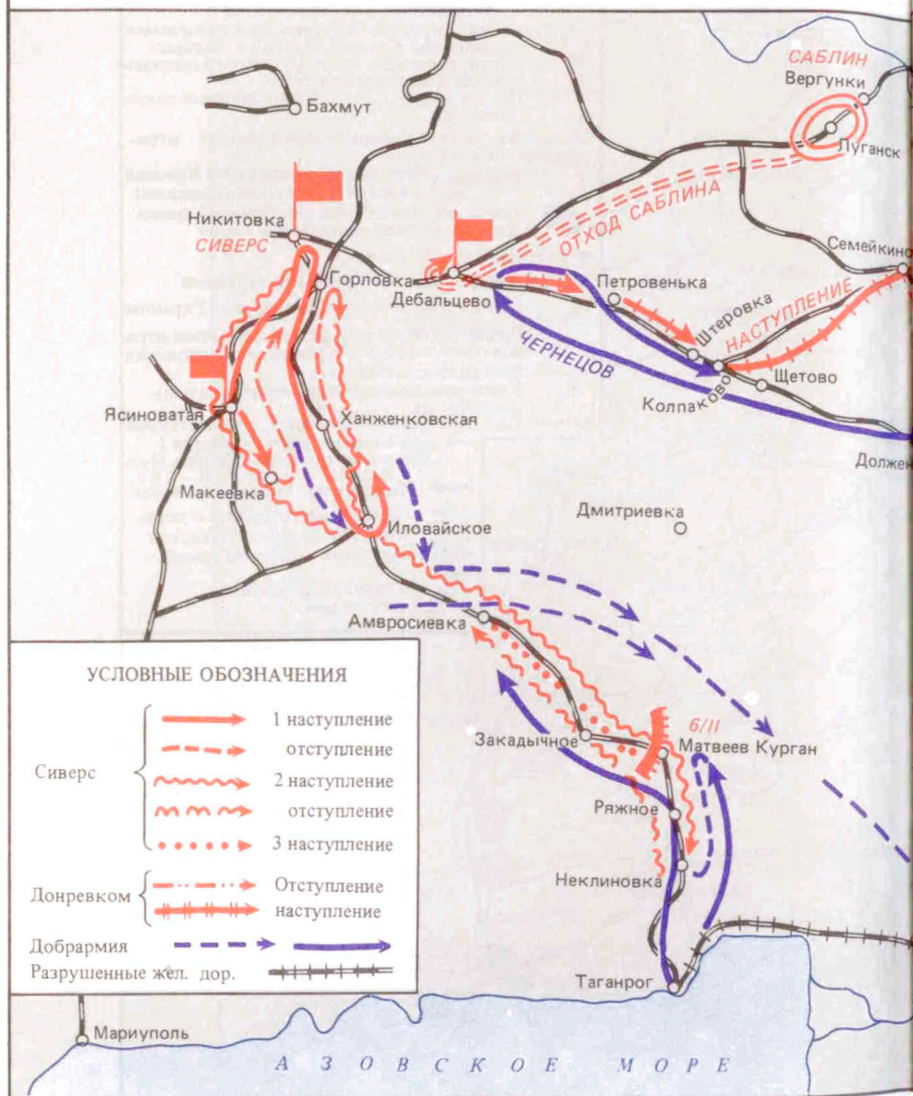 САБЛИН
Вергунки
Бахмут
Луганск
Никитовка
СИВЕРС
ОТХОД САБЛИНА
Семейкино
Горловка
Дебальцево
Петровенька
Штеровка
НАСТУПЛЕНИЕ
ЧЕРНЕЦОВ
Щетово
Колпаково
Ясиноватая
Ханженковская
Должен
Макеевка
Иловайское
Дмитриевка
Амвросиевка
6/II
Закадычное
Матвеев Курган
Ряжное
Неклиновка
Таганрог
Мариуполь
АЗОВСКОЕ МОРЕ
УСЛОВНЫЕ ОБОЗНАЧЕНИЯ
Сиверс
1 наступление
отступление
2 наступление
отступление
3 наступление
Донревком
Отступление
наступление
Добрармия
Разрушенные жел. дор.